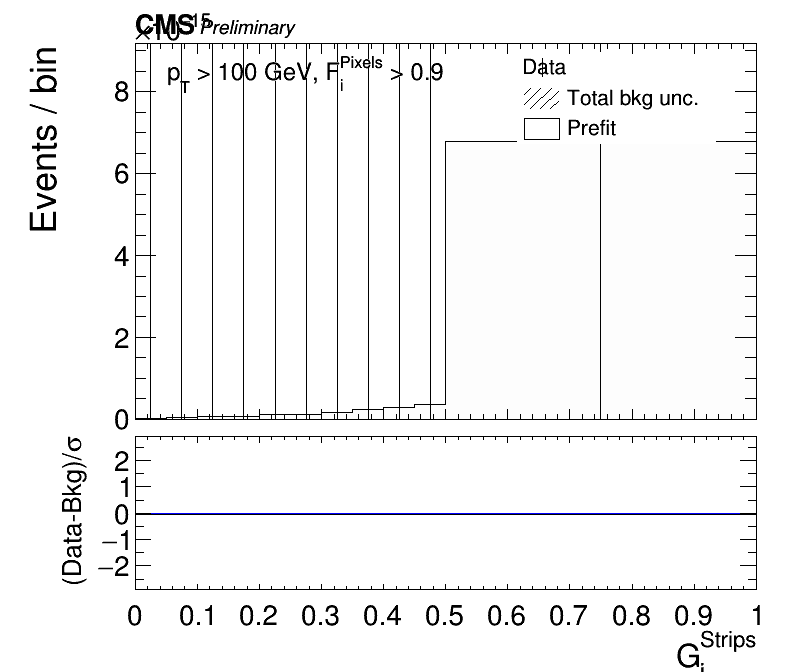 CMS Preliminary
×10⁻¹⁵
Events / bin
p_T > 100 GeV, F_i^Pixels > 0.9
Data
Total bkg unc.
Prefit
8
6
4
2
0
(Data-Bkg)/σ
2
1
0
−1
−2
0 0.1 0.2 0.3 0.4 0.5 0.6 0.7 0.8 0.9 1
G_i^Strips